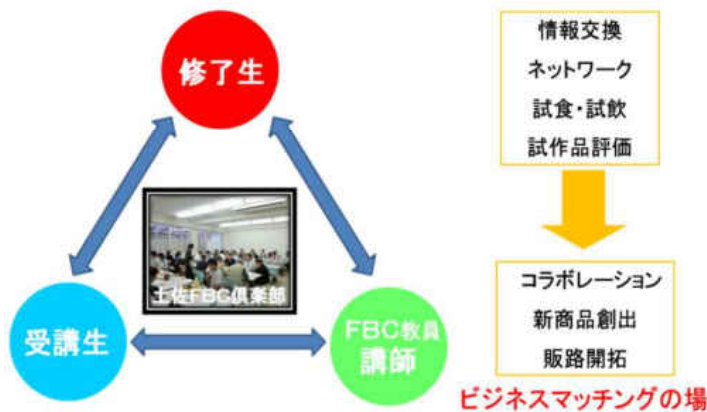 修了生
土佐FBC倶楽部
受講生
FBC教員
講師
情報交換
ネットワーク
試食・試飲
試作品評価
コラボレーション
新商品創出
販路開拓
ビジネスマッチングの場